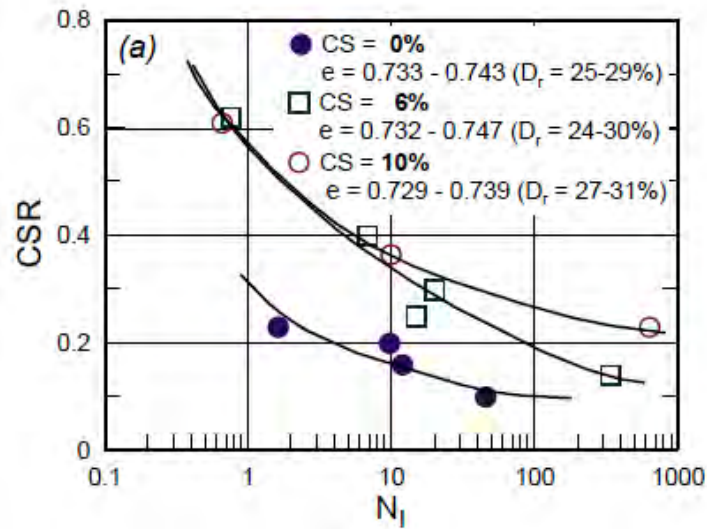 0.8
(a)
CS = 0%
e = 0.733 - 0.743 (Dr = 25-29%)
0.6
CS = 6%
e = 0.732 - 0.747 (Dr = 24-30%)
CS = 10%
e = 0.729 - 0.739 (Dr = 27-31%)
CSR
0.4
0.2
0
0.1 1 10 100 1000
NI